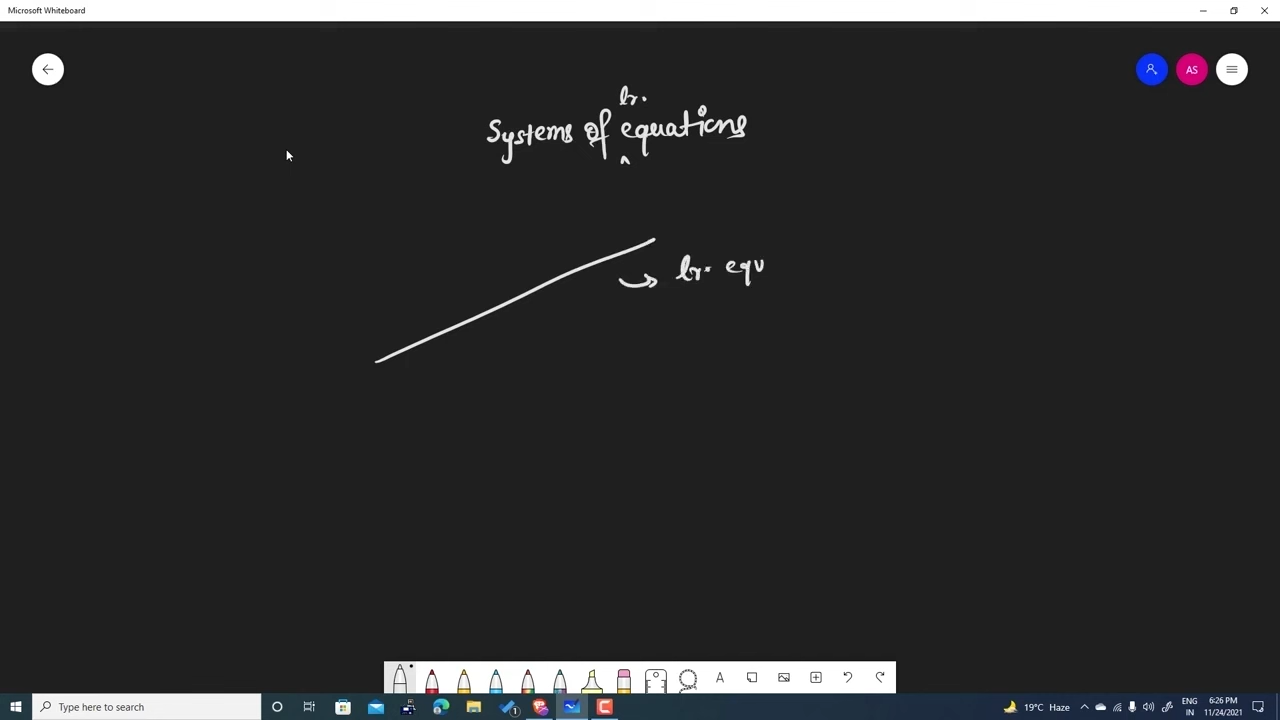 Microsoft Whiteboard
AS
lr.
Systems of equations
^
lr. equ
A
Type here to search
19°C Haze
ENG
IN
6:26 PM
11/24/2021